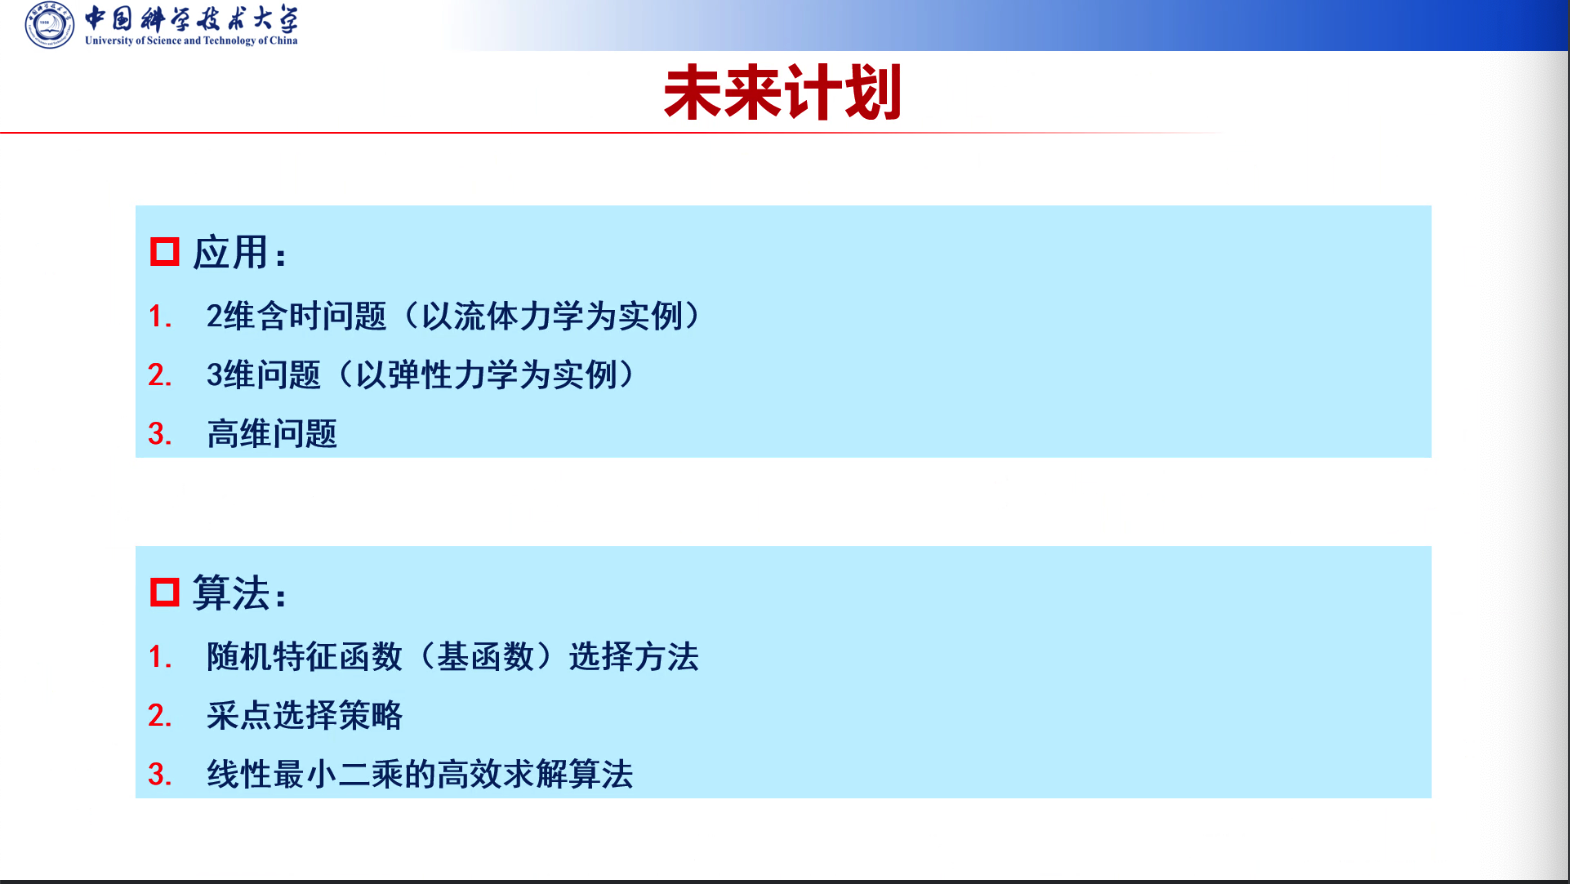 中国科学技术大学
University of Science and Technology of China
未来计划
应用：
1. 2维含时问题（以流体力学为实例）
2. 3维问题（以弹性力学为实例）
3. 高维问题
算法：
1. 随机特征函数（基函数）选择方法
2. 采点选择策略
3. 线性最小二乘的高效求解算法